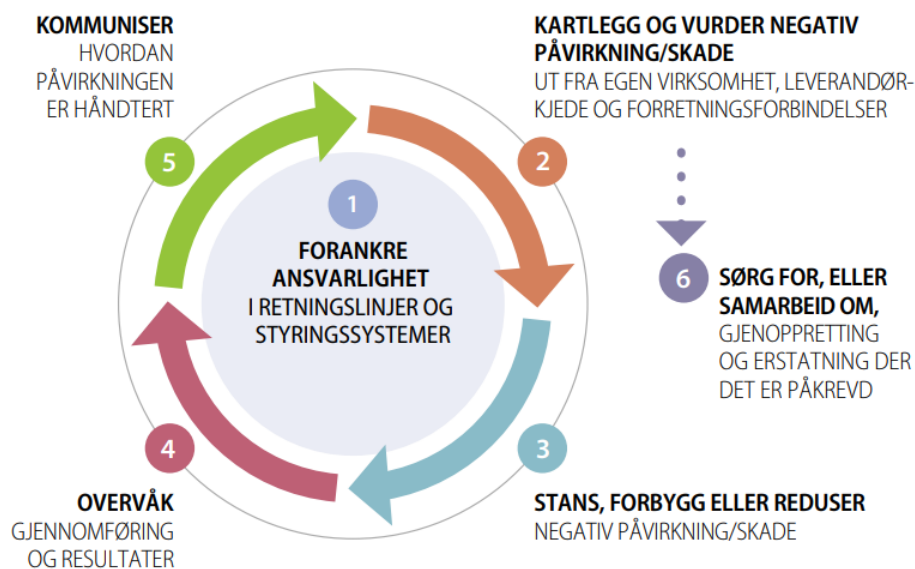 1
FORANKRE
ANSVARLIGHET
I RETNINGSLINJER OG
STYRINGSSYSTEMER
2
KARTLEGG OG VURDER NEGATIV
PÅVIRKNING/SKADE
UT FRA EGEN VIRKSOMHET, LEVERANDØR-
KJEDE OG FORRETNINGSFORBINDELSER
3
STANS, FORBYGG ELLER REDUSER
NEGATIV PÅVIRKNING/SKADE
4
OVERVÅK
GJENNOMFØRING
OG RESULTATER
5
KOMMUNISER
HVORDAN
PÅVIRKNINGEN
ER HÅNDTERT
6
SØRG FOR, ELLER
SAMARBEID OM,
GJENOPPRETTING
OG ERSTATNING DER
DET ER PÅKREVD